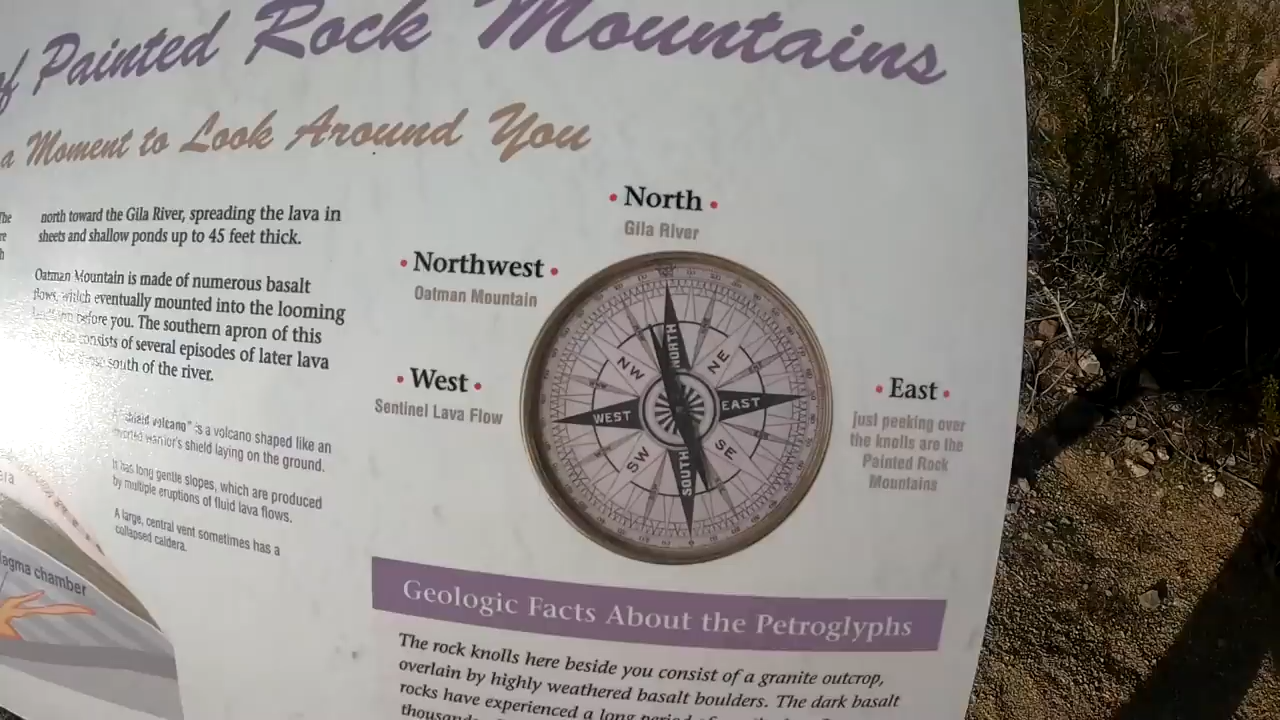 of Painted Rock Mountains
a Moment to Look Around You
The
north toward the Gila River, spreading the lava in
sheets and shallow ponds up to 45 feet thick.
Oatman Mountain is made of numerous basalt
flows, which eventually mounted into the looming
before you. The southern apron of this
consists of several episodes of later lava
south of the river.
"shield volcano" is a volcano shaped like an
warrior's shield laying on the ground.
It has long gentle slopes, which are produced
by multiple eruptions of fluid lava flows.
A large, central vent sometimes has a
collapsed caldera.
magma chamber
• North •
Gila River
• Northwest •
Oatman Mountain
• West •
Sentinel Lava Flow
• East •
Just peeking over
the knolls are the
Painted Rock
Mountains
NORTH
NW
NE
WEST
EAST
SW
SE
SOUTH
Geologic Facts About the Petroglyphs
The rock knolls here beside you consist of a granite outcrop,
overlain by highly weathered basalt boulders. The dark basalt
rocks have experienced a long period of
thousands